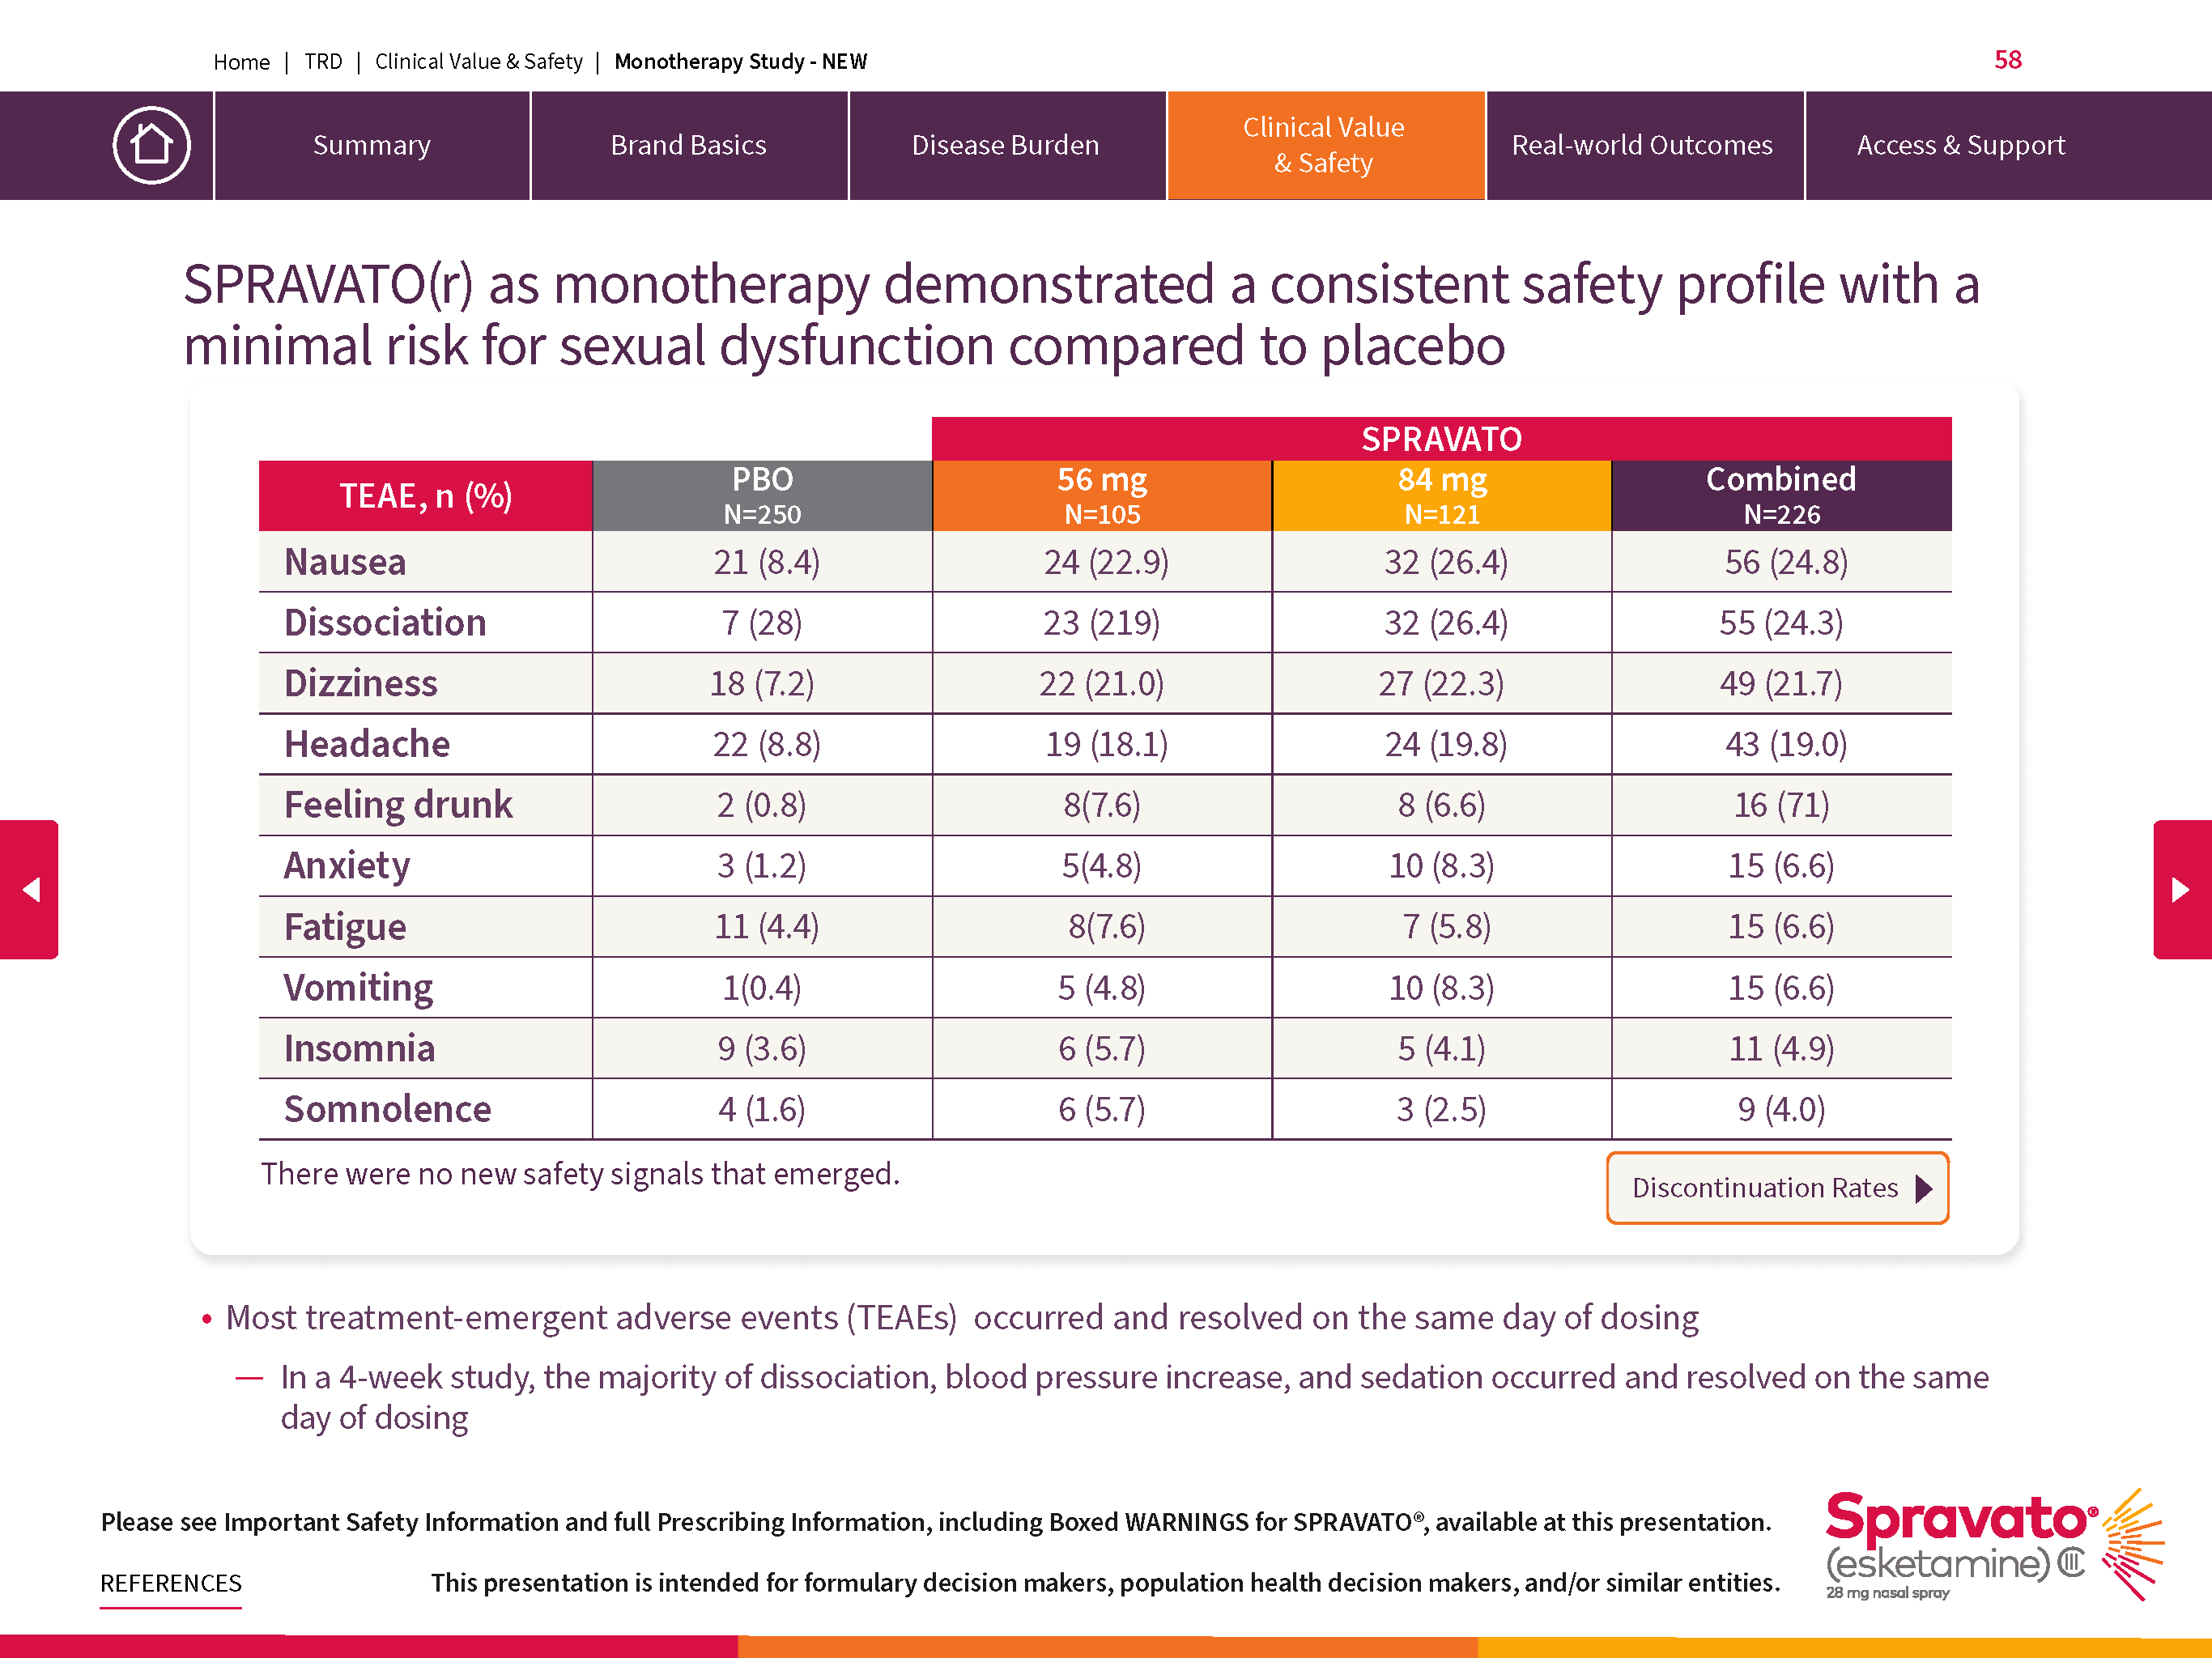 Home | TRD | Clinical Value & Safety | Monotherapy Study - NEW
58
Summary
Brand Basics
Disease Burden
Clinical Value
& Safety
Real-world Outcomes
Access & Support
SPRAVATO(r) as monotherapy demonstrated a consistent safety profile with a
minimal risk for sexual dysfunction compared to placebo
SPRAVATO
TEAE, n (%) PBO 56 mg 84 mg Combined
N=250 N=105 N=121 N=226
Nausea 21 (8.4) 24 (22.9) 32 (26.4) 56 (24.8)
Dissociation 7 (28) 23 (219) 32 (26.4) 55 (24.3)
Dizziness 18 (7.2) 22 (21.0) 27 (22.3) 49 (21.7)
Headache 22 (8.8) 19 (18.1) 24 (19.8) 43 (19.0)
Feeling drunk 2 (0.8) 8(7.6) 8 (6.6) 16 (71)
Anxiety 3 (1.2) 5(4.8) 10 (8.3) 15 (6.6)
Fatigue 11 (4.4) 8(7.6) 7 (5.8) 15 (6.6)
Vomiting 1(0.4) 5 (4.8) 10 (8.3) 15 (6.6)
Insomnia 9 (3.6) 6 (5.7) 5 (4.1) 11 (4.9)
Somnolence 4 (1.6) 6 (5.7) 3 (2.5) 9 (4.0)
There were no new safety signals that emerged.
Discontinuation Rates
• Most treatment-emergent adverse events (TEAEs) occurred and resolved on the same day of dosing
— In a 4-week study, the majority of dissociation, blood pressure increase, and sedation occurred and resolved on the same
day of dosing
Please see Important Safety Information and full Prescribing Information, including Boxed WARNINGS for SPRAVATO®, available at this presentation.
REFERENCES
This presentation is intended for formulary decision makers, population health decision makers, and/or similar entities.
Spravato®
(esketamine) CIII
28 mg nasal spray